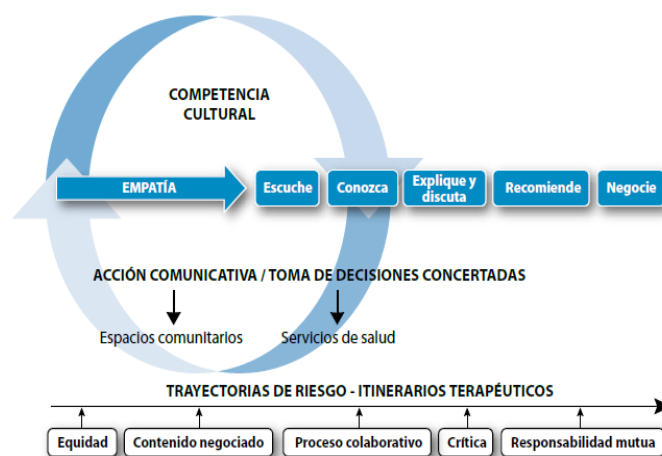 COMPETENCIA
CULTURAL
EMPATÍA
Escuche
Conozca
Explique y
discuta
Recomiende
Negocie
ACCIÓN COMUNICATIVA / TOMA DE DECISIONES CONCERTADAS
Espacios comunitarios
Servicios de salud
TRAYECTORIAS DE RIESGO - ITINERARIOS TERAPÉUTICOS
Equidad
Contenido negociado
Proceso colaborativo
Crítica
Responsabilidad mutua